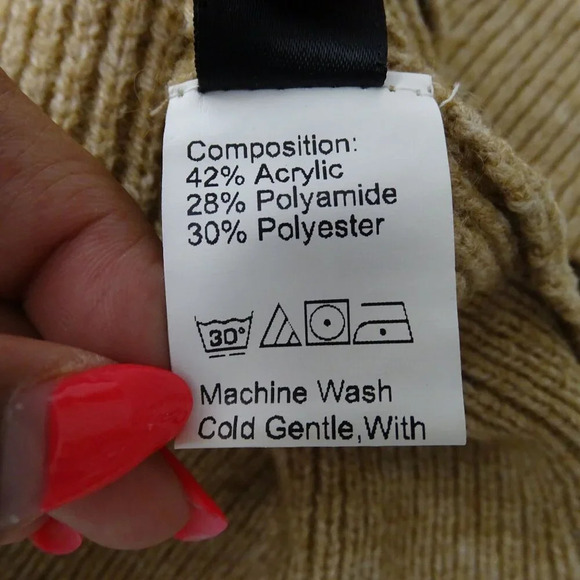 Composition:
42% Acrylic
28% Polyamide
30% Polyester
30°
Machine Wash
Cold Gentle,With